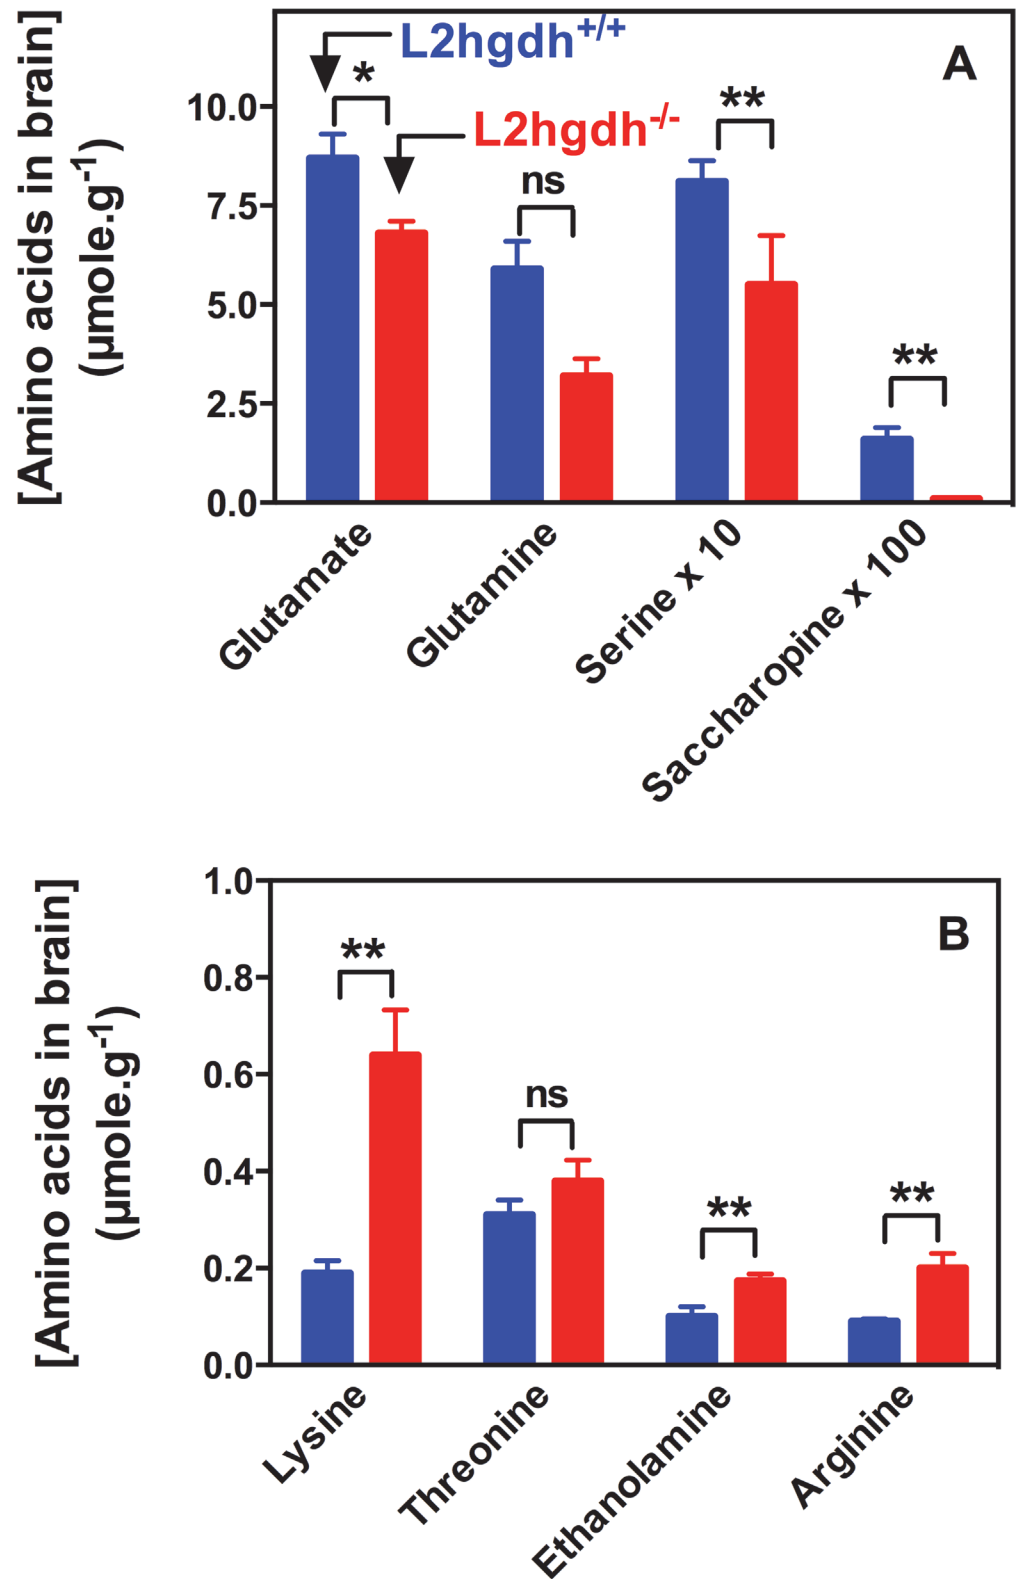 [Amino acids in brain]
(µmole.g-1)
A
L2hgdh+/+
L2hgdh-/-
*
ns
**
**
10.0
7.5
5.0
2.5
0.0
Glutamate
Glutamine
Serine x 10
Saccharopine x 100
[Amino acids in brain]
(µmole.g-1)
B
**
ns
**
**
1.0
0.8
0.6
0.4
0.2
0.0
Lysine
Threonine
Ethanolamine
Arginine